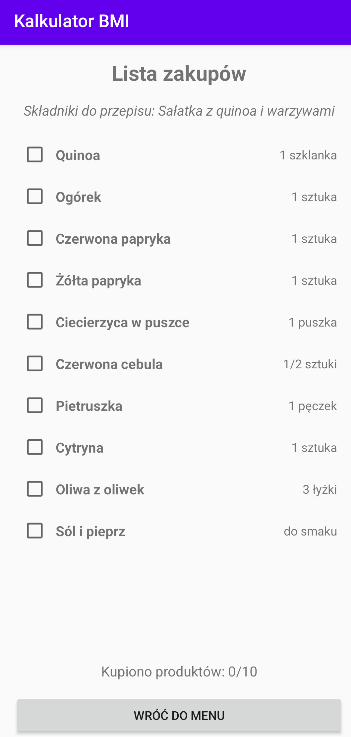 Kalkulator BMI
Lista zakupów
Składniki do przepisu: Sałatka z quinoa i warzywami
Quinoa 1 szklanka
Ogórek 1 sztuka
Czerwona papryka 1 sztuka
Żółta papryka 1 sztuka
Ciecierzyca w puszce 1 puszka
Czerwona cebula 1/2 sztuki
Pietruszka 1 pęczek
Cytryna 1 sztuka
Oliwa z oliwek 3 łyżki
Sól i pieprz do smaku
Kupiono produktów: 0/10
WRÓĆ DO MENU